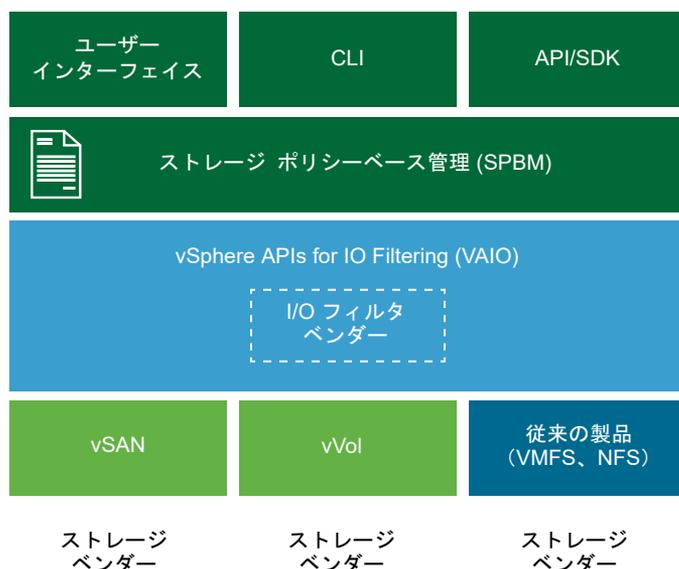 ユーザー
インターフェイス
CLI
API/SDK
ストレージ ポリシーベース管理 (SPBM)
vSphere APIs for IO Filtering (VAIO)
I/O フィルタ
ベンダー
vSAN
vVol
従来の製品
（VMFS、NFS）
ストレージ
ベンダー
ストレージ
ベンダー
ストレージ
ベンダー